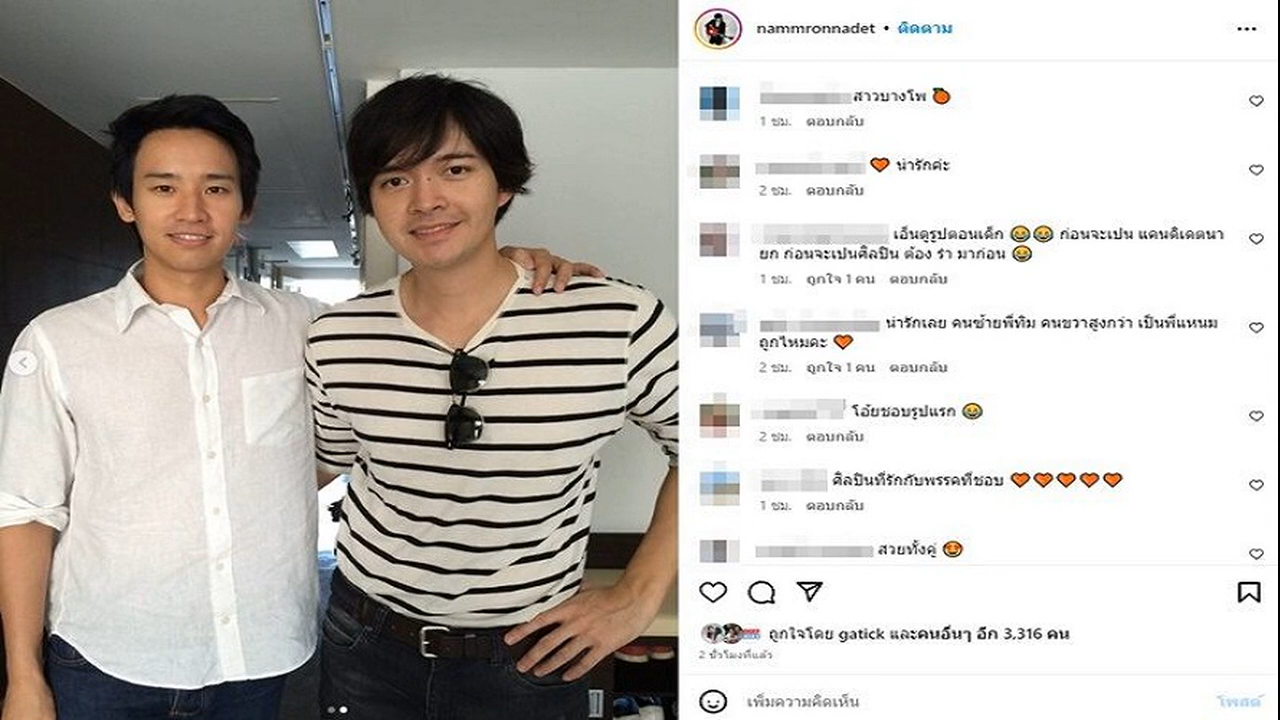 nammronnadet • ติดตาม
สาวบางโพ 🍊
1 ชม. ตอบกลับ
🧡 น่ารักค่ะ
2 ชม. ตอบกลับ
เอ็นดูรูปตอนเด็ก 😂😂 ก่อนจะเปน แคนดิเดตนา
ยก ก่อนจะเปนศิลปิน ต้อง รำ มาก่อน 😂
1 ชม. ถูกใจ 1 คน ตอบกลับ
น่ารักเลย คนซ้ายพี่ทิม คนขวาสูงกว่า เป็นพี่แหนม
ถูกไหมคะ 🧡
2 ชม. ถูกใจ 1 คน ตอบกลับ
โอ้ยชอบรูปแรก 😂
2 ชม. ตอบกลับ
ศิลปินที่รักกับพรรคที่ชอบ 🧡🧡🧡🧡🧡
1 ชม. ตอบกลับ
สวยทั้งคู่ 🤩
ถูกใจโดย gatick และคนอื่นๆ อีก 3,316 คน
2 ชั่วโมงที่แล้ว
เพิ่มความคิดเห็น
โพสต์